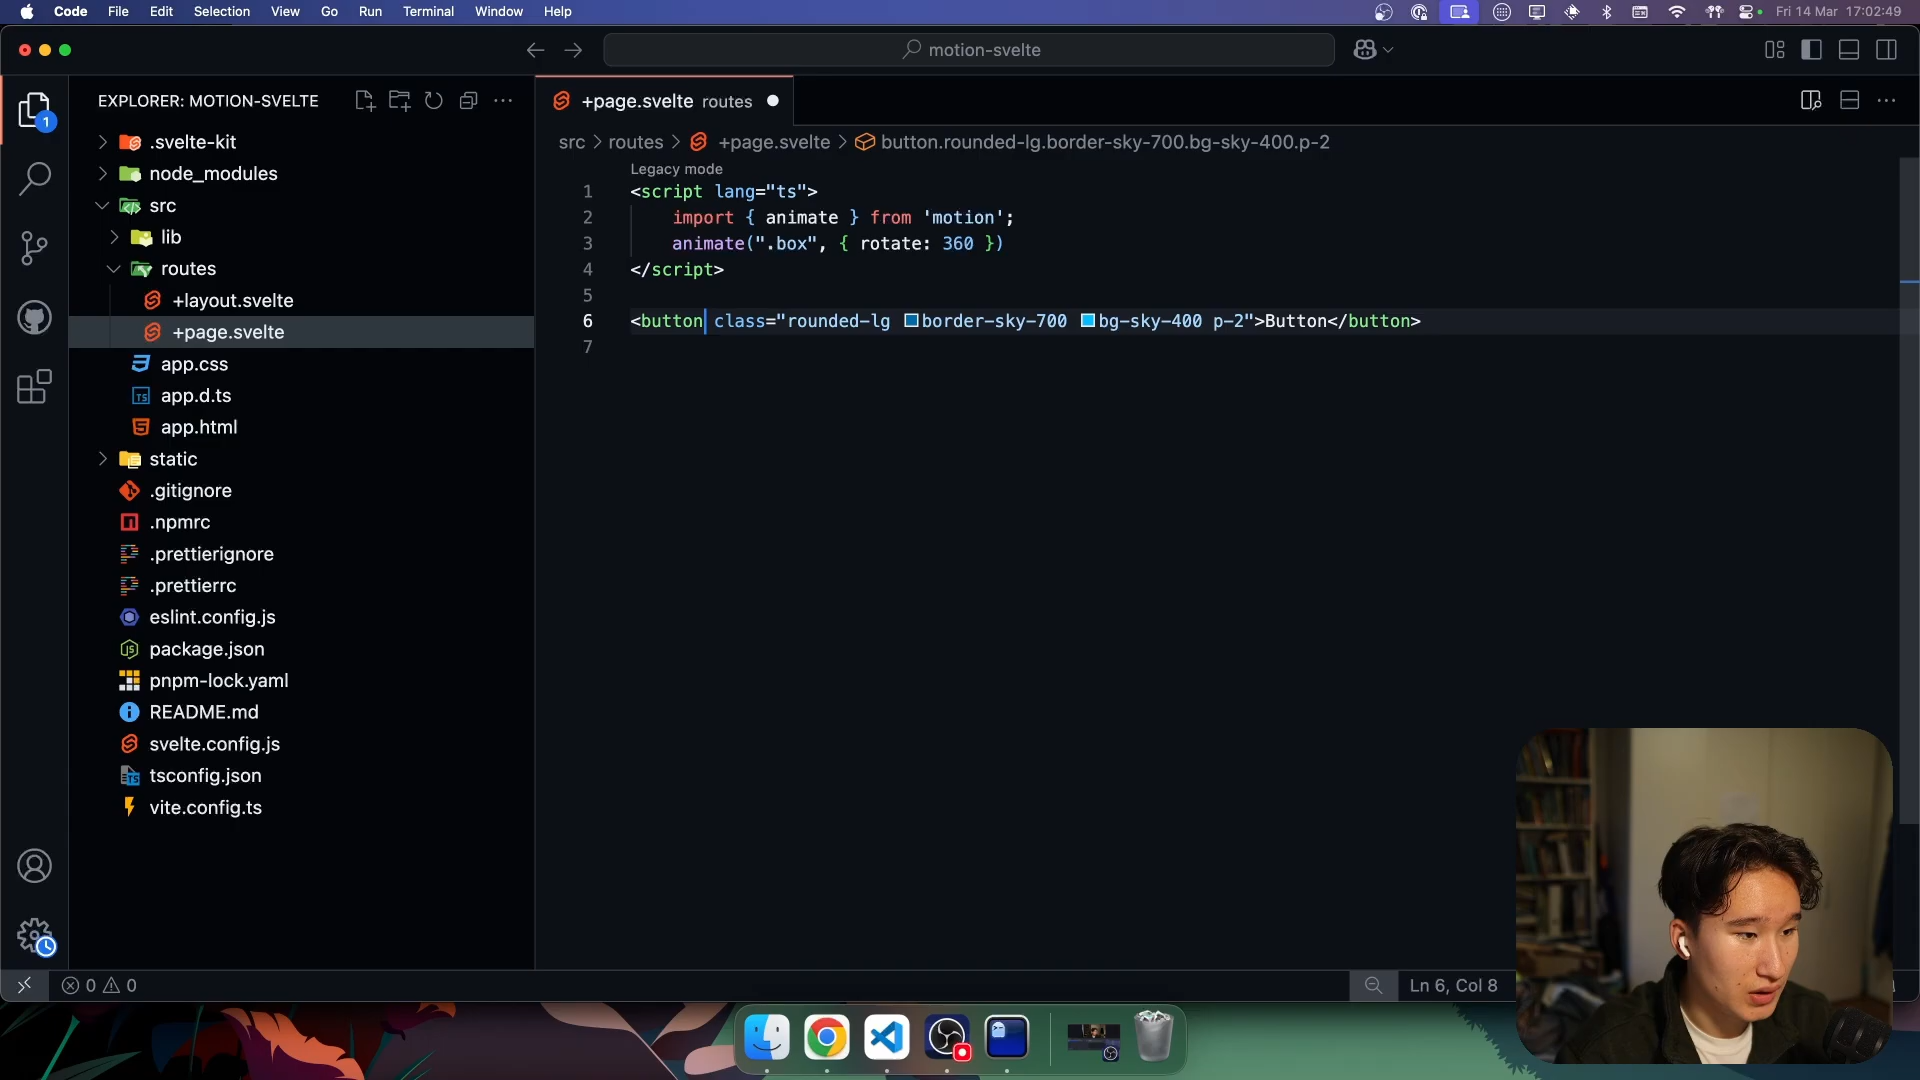 Code File Edit Selection View Go Run Terminal Window Help Fri 14 Mar 17:02:49
motion-svelte
EXPLORER: MOTION-SVELTE
1
.svelte-kit
node_modules
src
lib
routes
+layout.svelte
+page.svelte
app.css
app.d.ts
app.html
static
.gitignore
.npmrc
.prettierignore
.prettierrc
eslint.config.js
package.json
pnpm-lock.yaml
README.md
svelte.config.js
tsconfig.json
vite.config.ts
+page.svelte routes
src > routes > +page.svelte > button.rounded-lg.border-sky-700.bg-sky-400.p-2
Legacy mode
1 <script lang="ts">
2 import { animate } from 'motion';
3 animate(".box", { rotate: 360 })
4 </script>
5
6 <button class="rounded-lg border-sky-700 bg-sky-400 p-2">Button</button>
7
0 0
Ln 6, Col 8